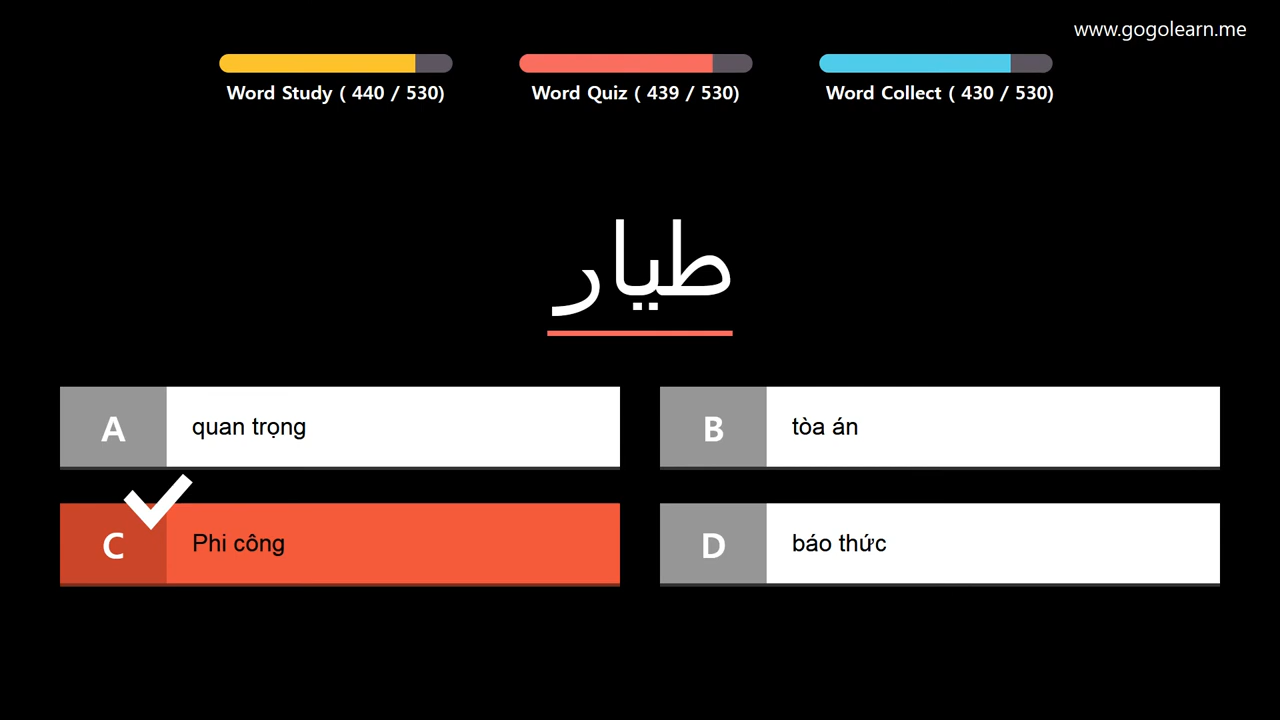 www.gogolearn.me
Word Study ( 440 / 530)
Word Quiz ( 439 / 530)
Word Collect ( 430 / 530)
طيار
A quan trọng
B tòa án
C Phi công
D báo thức